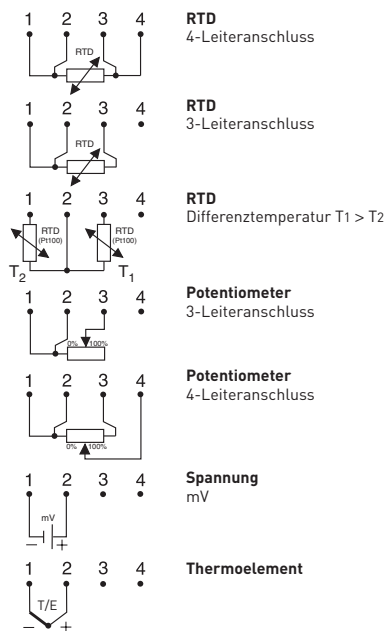 1 2 3 4
RTD
RTD
4-Leiteranschluss
1 2 3 4
RTD
RTD
3-Leiteranschluss
1 2 3 4
RTD
(Pt100)
RTD
(Pt100)
T2
T1
RTD
Differenztemperatur T1 > T2
1 2 3 4
0% 100%
Potentiometer
3-Leiteranschluss
1 2 3 4
0% 100%
Potentiometer
4-Leiteranschluss
1 2 3 4
mV
– +
Spannung
mV
1 2 3 4
T/E
– +
Thermoelement